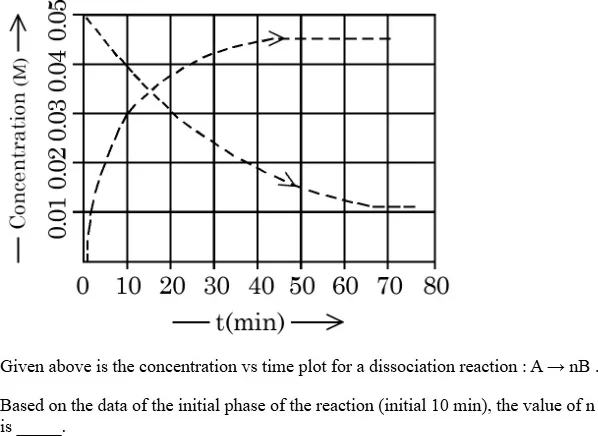 Concentration (M)
0.01 0.02 0.03 0.04 0.05
0 10 20 30 40 50 60 70 80
t(min)
Given above is the concentration vs time plot for a dissociation reaction : A → nB .
Based on the data of the initial phase of the reaction (initial 10 min), the value of n
is _____.